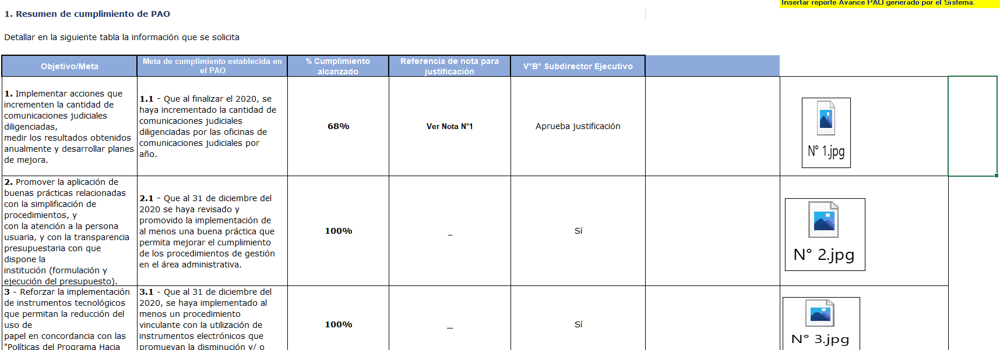 Insertar reporte Avance PAO generado por el Sistema.
1. Resumen de cumplimiento de PAO
Detallar en la siguiente tabla la información que se solicita
Objetivo/Meta
Meta de cumplimiento establecida en
el PAO
% Cumplimiento
alcanzado
Referencia de nota para
justificación
V°B° Subdirector Ejecutivo
1. Implementar acciones que
incrementen la cantidad de
comunicaciones judiciales
diligenciadas,
medir los resultados obtenidos
anualmente y desarrollar planes
de mejora.
1.1 - Que al finalizar el 2020, se
haya incrementado la cantidad de
comunicaciones judiciales
diligenciadas por las oficinas de
comunicaciones judiciales por
año.
68%
Ver Nota N°1
Aprueba justificación
N° 1.jpg
2. Promover la aplicación de
buenas prácticas relacionadas
con la simplificación de
procedimientos, y
con la atención a la persona
usuaria, y con la transparencia
presupuestaria con que
dispone la
institución (formulación y
ejecución del presupuesto).
2.1 - Que al 31 de diciembre del
2020 se haya revisado y
promovido la implementación de
al menos una buena práctica que
permita mejorar el cumplimiento
de los procedimientos de gestión
en el área administrativa.
100%
_
Sí
N° 2.jpg
3 - Reforzar la implementación
de instrumentos tecnológicos
que permitan la reducción del
uso de
papel en concordancia con las
"Políticas del Programa Hacia
3.1 - Que al 31 de diciembre del
2020, se haya implementado al
menos un procedimiento
vinculante con la utilización de
instrumentos electrónicos que
promuevan la disminución y/ o
100%
_
Sí
N° 3.jpg